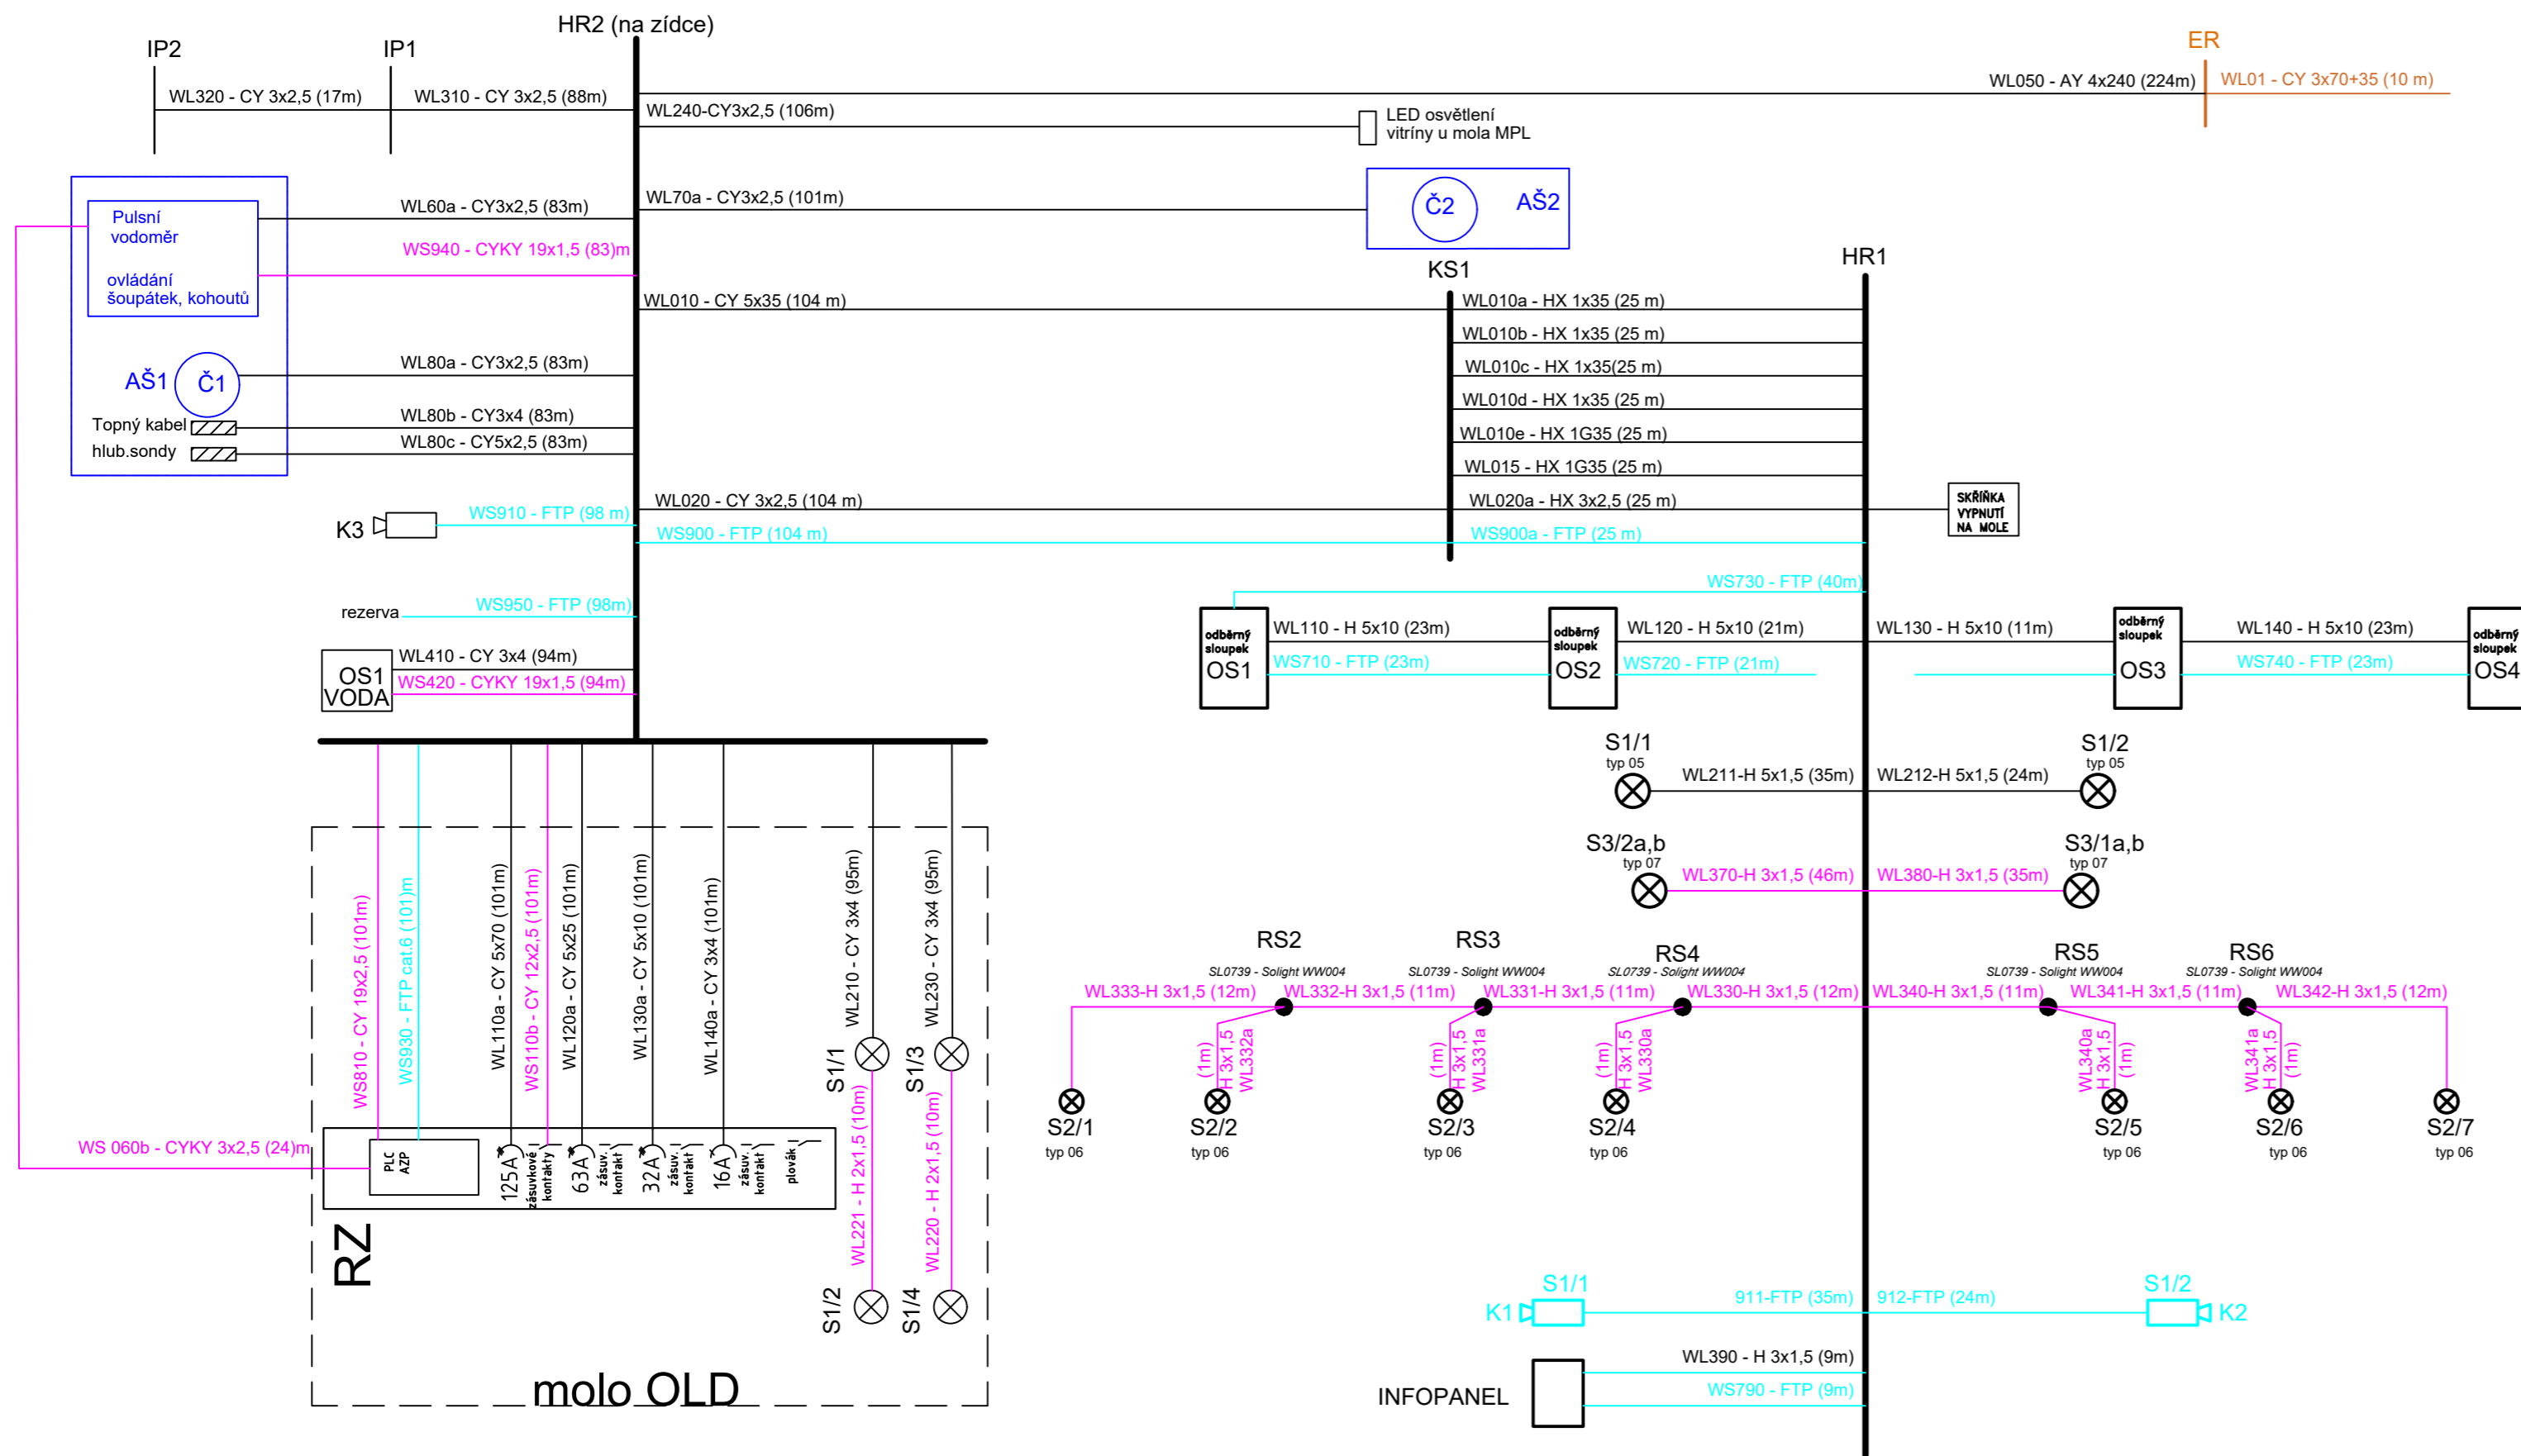 HR2 (na zídce)
IP2
IP1
ER
WL320 - CY 3x2,5 (17m)
WL310 - CY 3x2,5 (88m)
WL050 - AY 4x240 (224m)
WL01 - CY 3x70+35 (10 m)
WL240-CY3x2,5 (106m)
LED osvětlení
vitríny u mola MPL
Pulsní
vodoměr
ovládání
šoupátek, kohoutů
WL60a - CY3x2,5 (83m)
WS940 - CYKY 19x1,5 (83)m
WL70a - CY3x2,5 (101m)
Č2
AŠ2
KS1
HR1
WL010 - CY 5x35 (104 m)
WL010a - HX 1x35 (25 m)
WL010b - HX 1x35 (25 m)
WL010c - HX 1x35(25 m)
WL010d - HX 1x35 (25 m)
WL010e - HX 1G35 (25 m)
WL015 - HX 1G35 (25 m)
AŠ1
Č1
WL80a - CY3x2,5 (83m)
Topný kabel
WL80b - CY3x4 (83m)
hlub.sondy
WL80c - CY5x2,5 (83m)
WL020 - CY 3x2,5 (104 m)
WL020a - HX 3x2,5 (25 m)
SKŘÍŇKA
VYPNUTÍ
NA MOLE
K3
WS910 - FTP (98 m)
WS900 - FTP (104 m)
WS900a - FTP (25 m)
rezerva
WS950 - FTP (98m)
WS730 - FTP (40m)
OS1
VODA
WL410 - CY 3x4 (94m)
WS420 - CYKY 19x1,5 (94m)
odběrný
sloupek
OS1
WL110 - H 5x10 (23m)
WS710 - FTP (23m)
odběrný
sloupek
OS2
WL120 - H 5x10 (21m)
WS720 - FTP (21m)
WL130 - H 5x10 (11m)
odběrný
sloupek
OS3
WL140 - H 5x10 (23m)
WS740 - FTP (23m)
odběrný
sloupek
OS4
S1/1
typ 05
WL211-H 5x1,5 (35m)
WL212-H 5x1,5 (24m)
S1/2
typ 05
S3/2a,b
typ 07
WL370-H 3x1,5 (46m)
WL380-H 3x1,5 (35m)
S3/1a,b
typ 07
RS2
SL0739 - Solight WW004
RS3
SL0739 - Solight WW004
RS4
SL0739 - Solight WW004
RS5
SL0739 - Solight WW004
RS6
SL0739 - Solight WW004
WL333-H 3x1,5 (12m)
WL332-H 3x1,5 (11m)
WL331-H 3x1,5 (11m)
WL330-H 3x1,5 (12m)
WL340-H 3x1,5 (11m)
WL341-H 3x1,5 (11m)
WL342-H 3x1,5 (12m)
(1m)
H 3x1,5
WL332a
(1m)
H 3x1,5
WL331a
(1m)
H 3x1,5
WL330a
WL340a
H 3x1,5
(1m)
WL341a
H 3x1,5
(1m)
S2/1
typ 06
S2/2
typ 06
S2/3
typ 06
S2/4
typ 06
S2/5
typ 06
S2/6
typ 06
S2/7
typ 06
WS810 - CY 19x2,5 (101m)
WS930 - FTP cat.6 (101)m
WL110a - CY 5x70 (101m)
WS110b - CY 12x2,5 (101m)
WL120a - CY 5x25 (101m)
WL130a - CY 5x10 (101m)
WL140a - CY 3x4 (101m)
WL210 - CY 3x4 (95m)
WL230 - CY 3x4 (95m)
S1/1
S1/3
WL221 - H 2x1,5 (10m)
WL220 - H 2x1,5 (10m)
S1/2
S1/4
WS 060b - CYKY 3x2,5 (24)m
PLC
AZP
125A
zásuvkové
kontakty
63A
zásuv.
kontakt
32A
zásuv.
kontakt
16A
zásuv.
kontakt
plovák
RZ
molo OLD
S1/1
K1
911-FTP (35m)
912-FTP (24m)
S1/2
K2
INFOPANEL
WL390 - H 3x1,5 (9m)
WS790 - FTP (9m)